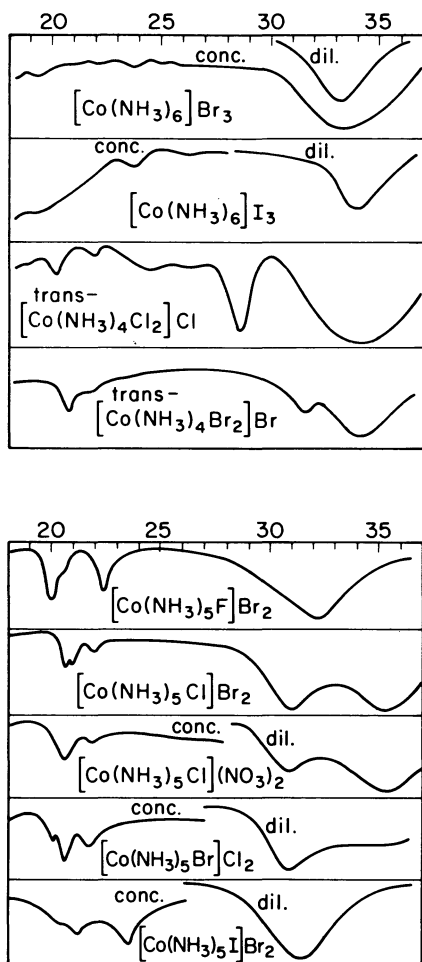 20 25 30 35
conc. dil.
[Co(NH3)6]Br3
conc. dil.
[Co(NH3)6]I3
trans-
[Co(NH3)4Cl2]Cl
trans-
[Co(NH3)4Br2]Br
20 25 30 35
[Co(NH3)5F]Br2
[Co(NH3)5Cl]Br2
conc. dil.
[Co(NH3)5Cl](NO3)2
conc. dil.
[Co(NH3)5Br]Cl2
conc. dil.
[Co(NH3)5I]Br2